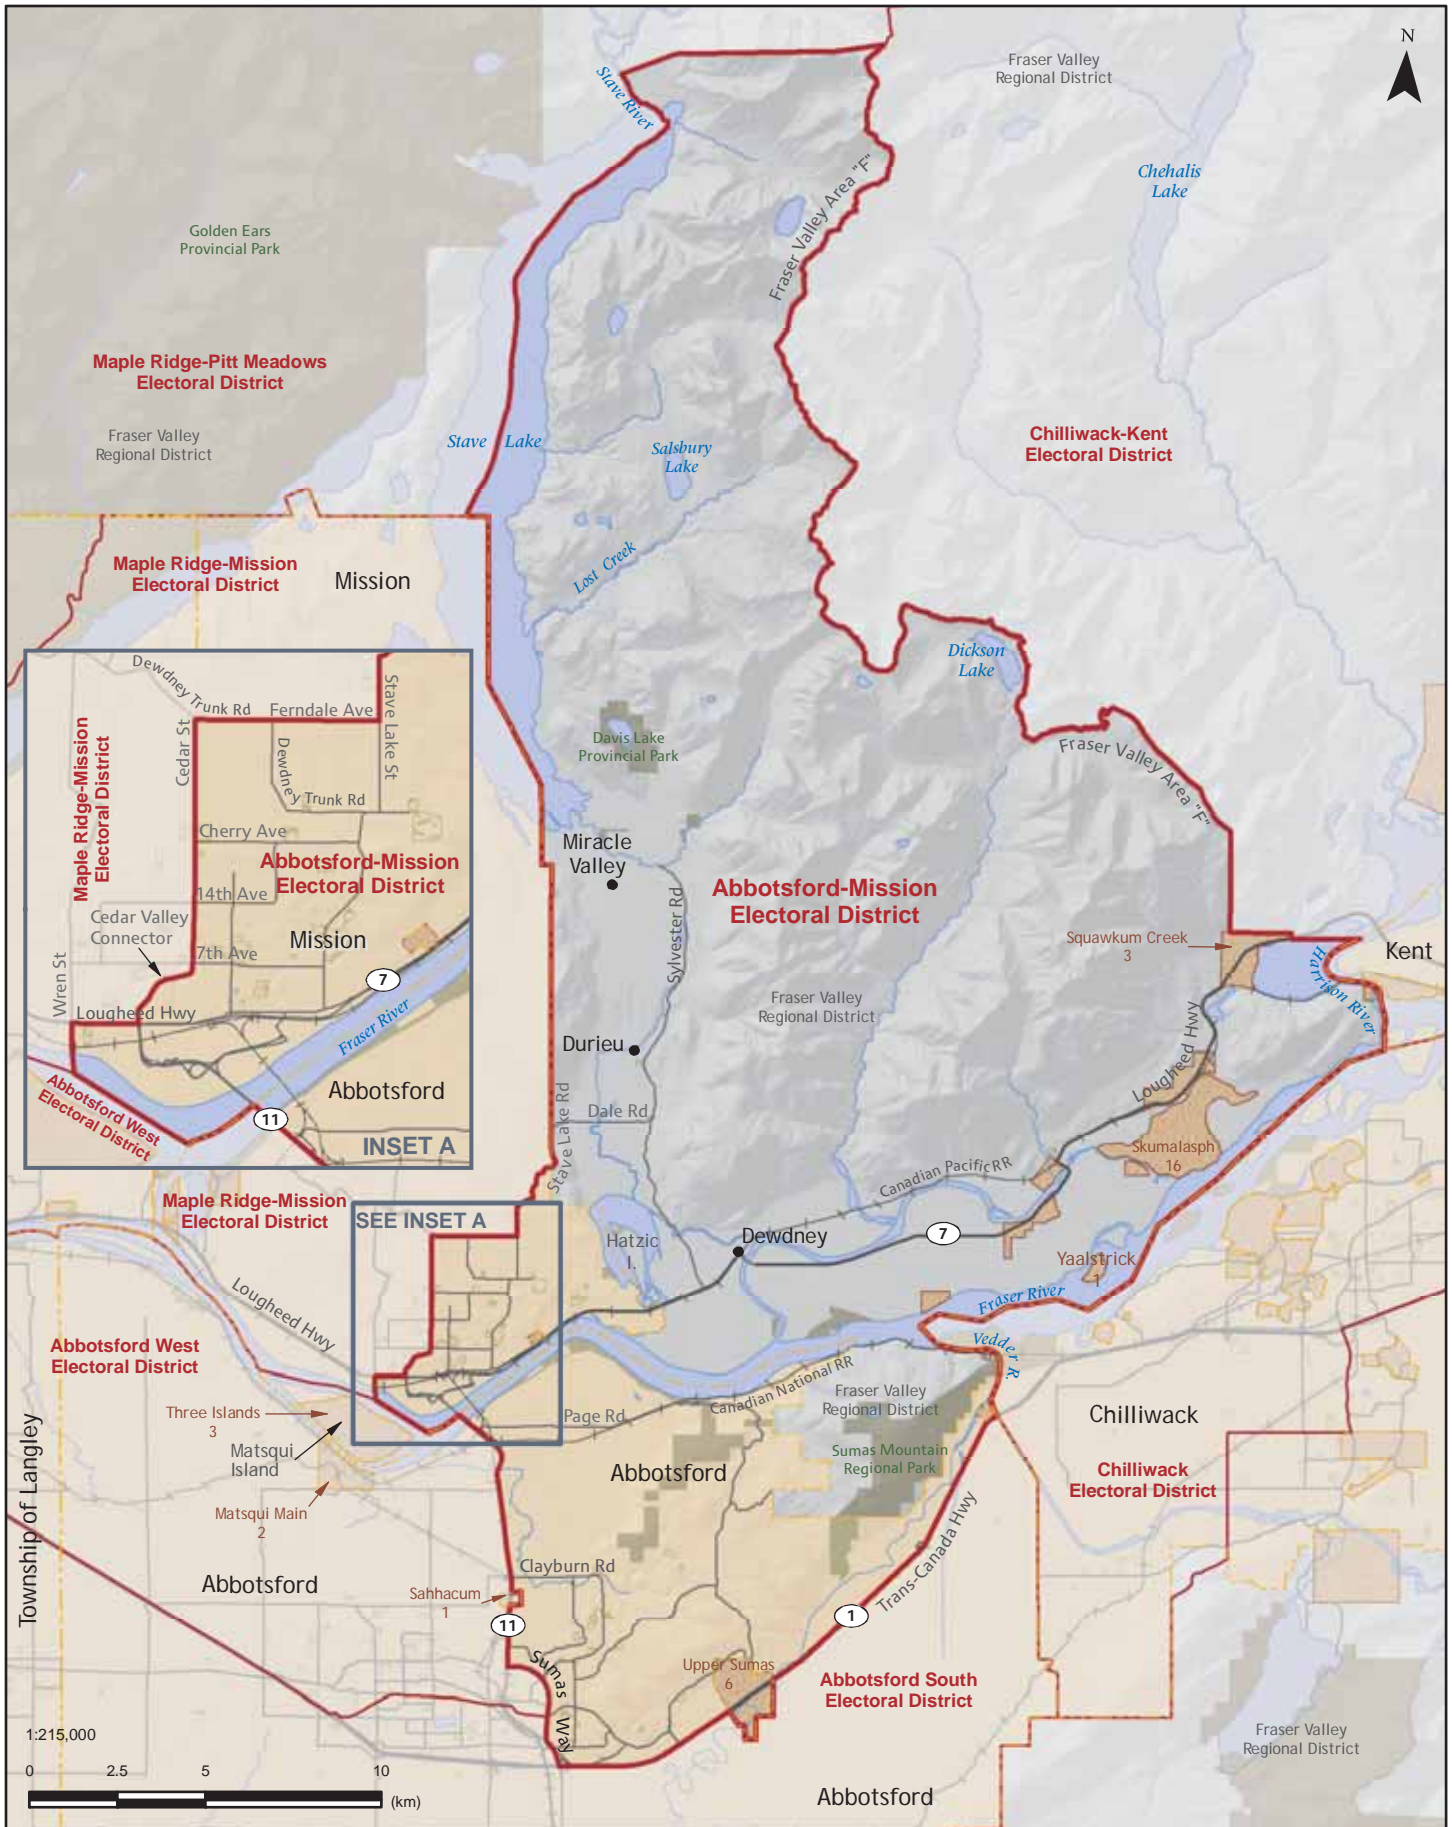 N
Fraser Valley
Regional District
Stave River
Chehalis
Lake
Fraser Valley Area "F"
Golden Ears
Provincial Park
Maple Ridge-Pitt Meadows
Electoral District
Fraser Valley
Regional District
Stave Lake
Salsbury
Lake
Chilliwack-Kent
Electoral District
Lost Creek
Maple Ridge-Mission
Electoral District
Mission
Dickson
Lake
Davis Lake
Provincial Park
Fraser Valley Area "F"
Dewdney Trunk Rd
Ferndale Ave
Stave Lake St
Cedar St
Maple Ridge-Mission
Electoral District
Dewdney Trunk Rd
Cherry Ave
Abbotsford-Mission
Electoral District
14th Ave
Cedar Valley
Connector
Mission
7th Ave
Wren St
7
Lougheed Hwy
Fraser River
Abbotsford
Abbotsford West
Electoral District
11
INSET A
Miracle
Valley
Abbotsford-Mission
Electoral District
Sylvester Rd
Squawkum Creek
3
Kent
Harrison River
Fraser Valley
Regional District
Durieu
Lougheed Hwy
Stave Lake Rd
Dale Rd
Skumalasph
16
Canadian Pacific RR
Maple Ridge-Mission
Electoral District
SEE INSET A
Hatzic
I.
Dewdney
7
Yaalstrick
1
Fraser River
Lougheed Hwy
Vedder R.
Abbotsford West
Electoral District
Canadian National RR
Fraser Valley
Regional District
Three Islands
3
Matsqui
Island
Page Rd
Chilliwack
Township of Langley
Abbotsford
Sumas Mountain
Regional Park
Chilliwack
Electoral District
Matsqui Main
2
Trans-Canada Hwy
Abbotsford
Clayburn Rd
Sahhacum
1
11
1
Sumas Way
Upper Sumas
6
Abbotsford South
Electoral District
Fraser Valley
Regional District
1:215,000
0 2.5 5 10
(km)
Abbotsford